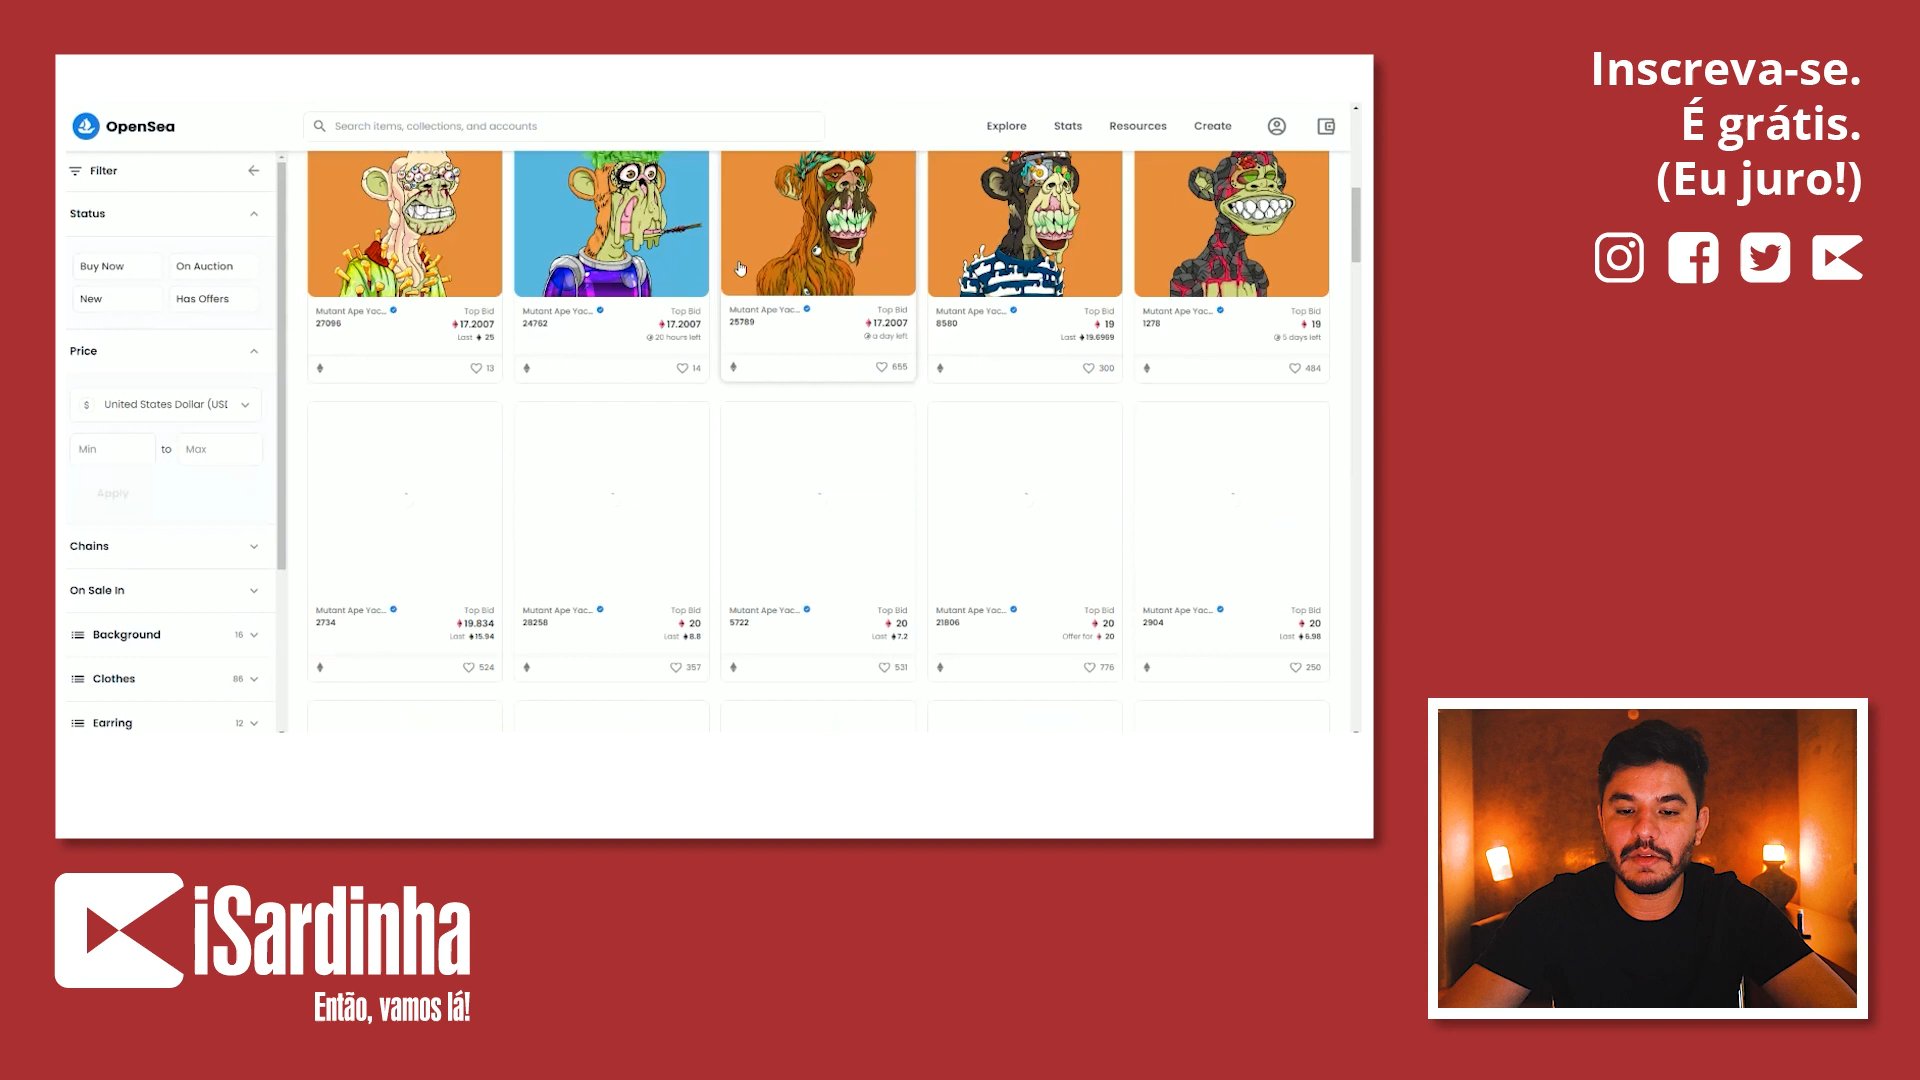 Inscreva-se.
É grátis.
(Eu juro!)
OpenSea
Search items, collections, and accounts
Explore
Stats
Resources
Create
Filter
Status
Buy Now
On Auction
New
Has Offers
Price
$ United States Dollar (USD
Min to Max
Apply
Chains
On Sale In
Background 16
Clothes 86
Earring 12
Mutant Ape Yac... Top Bid
27096 17.2007
Last 25
13
Mutant Ape Yac... Top Bid
24762 17.2007
20 hours left
14
Mutant Ape Yac... Top Bid
25789 17.2007
a day left
655
Mutant Ape Yac... Top Bid
8580 19
Last 19.6969
300
Mutant Ape Yac... Top Bid
1278 19
5 days left
484
Mutant Ape Yac... Top Bid
2734 19.834
Last 15.94
524
Mutant Ape Yac... Top Bid
28258 20
Last 8.8
357
Mutant Ape Yac... Top Bid
5722 20
Last 7.2
531
Mutant Ape Yac... Top Bid
21806 20
Offer for 20
776
Mutant Ape Yac... Top Bid
2904 20
Last 6.98
250
iSardinha
Então, vamos lá!